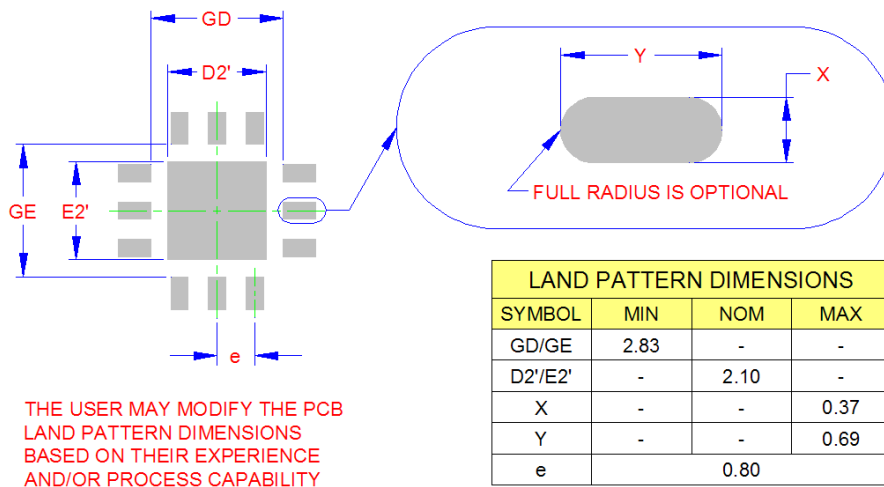 GD
D2'
GE
E2'
e
Y
X
FULL RADIUS IS OPTIONAL
LAND PATTERN DIMENSIONS
SYMBOL MIN NOM MAX
GD/GE 2.83 - -
D2'/E2' - 2.10 -
X - - 0.37
Y - - 0.69
e 0.80
THE USER MAY MODIFY THE PCB
LAND PATTERN DIMENSIONS
BASED ON THEIR EXPERIENCE
AND/OR PROCESS CAPABILITY